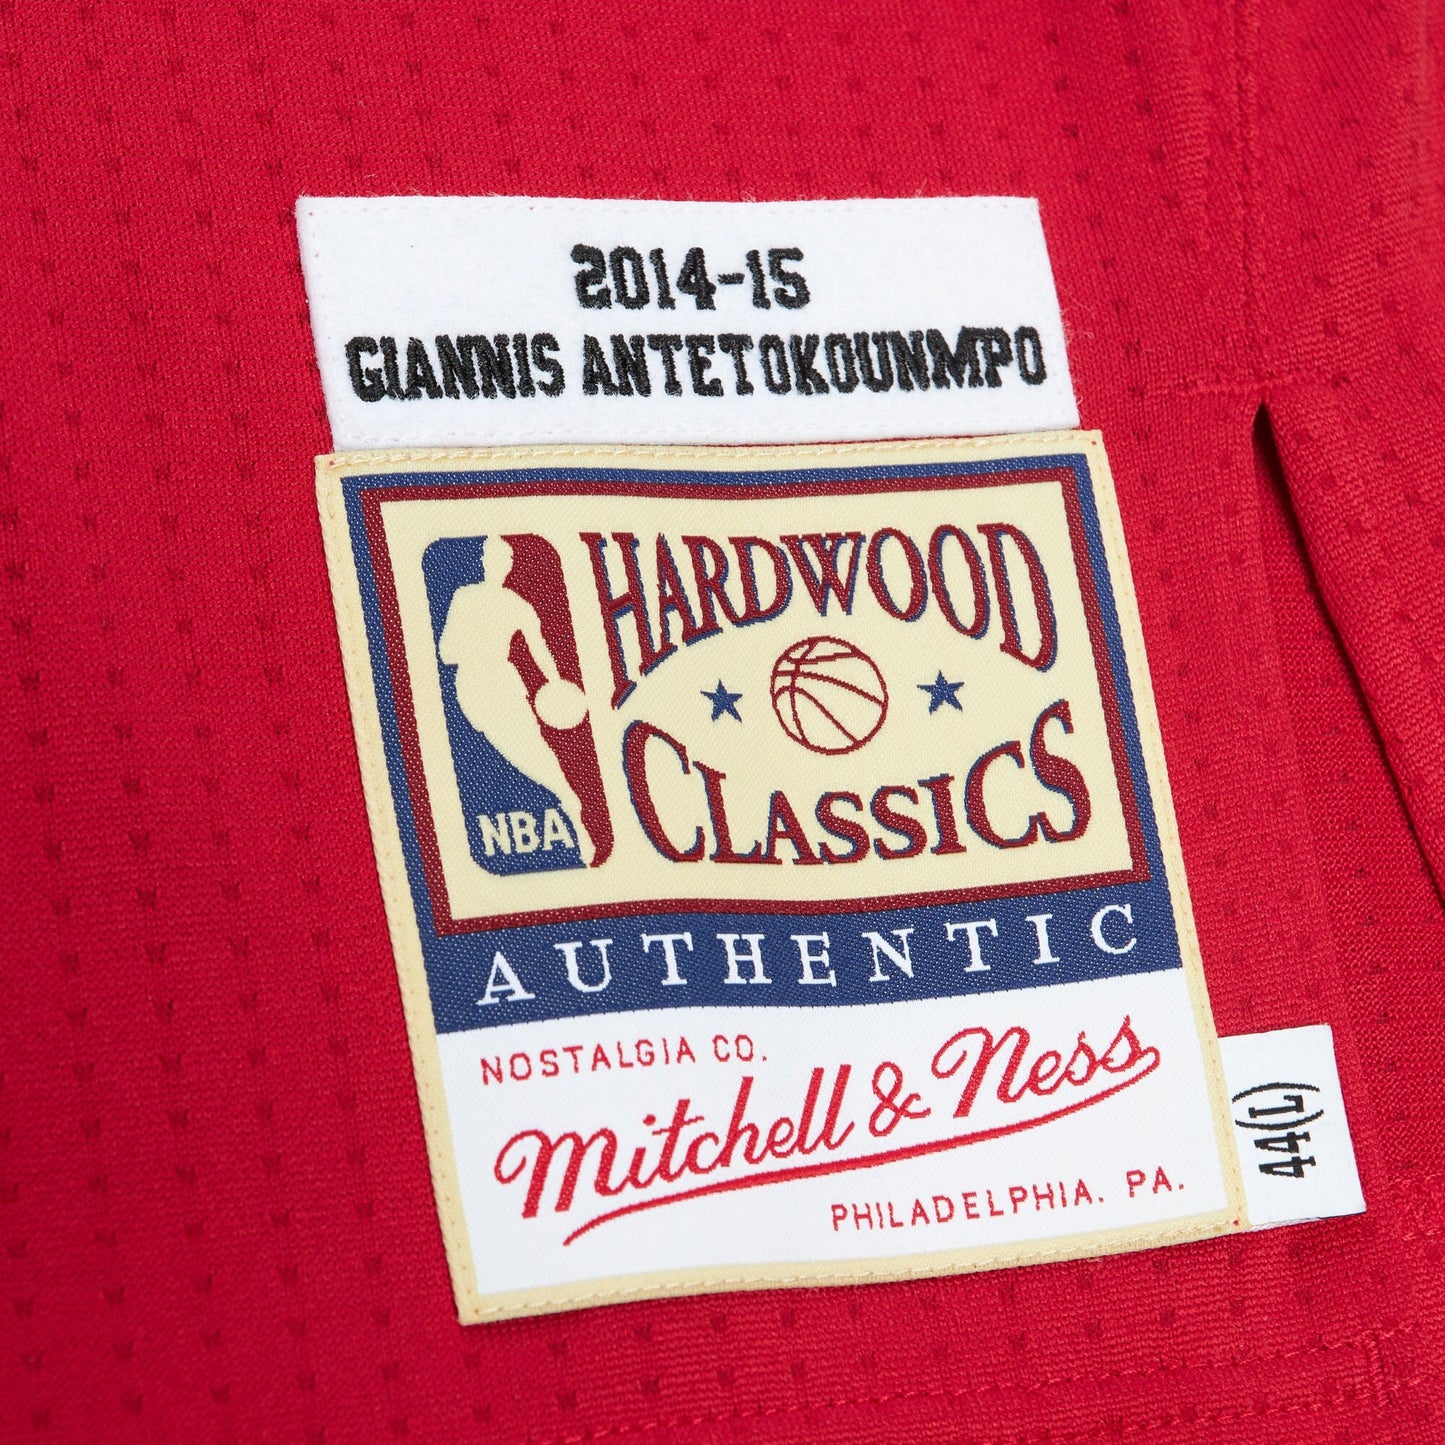 2014-15
GIANNIS ANTETOKOUNMPO
HARDWOOD
CLASSICS
NBA
AUTHENTIC
NOSTALGIA CO.
Mitchell & Ness
PHILADELPHIA, PA.
44(L)